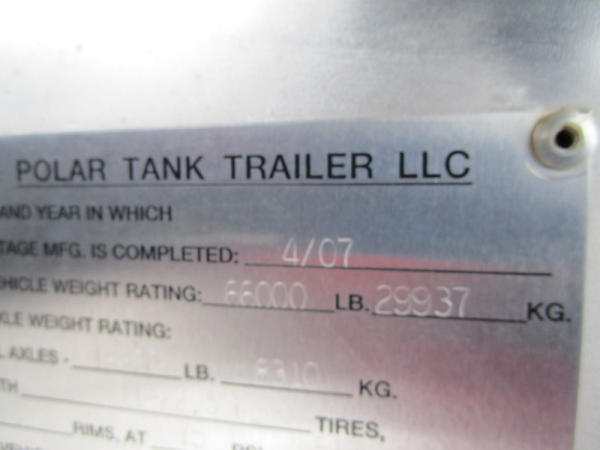 POLAR TANK TRAILER LLC
AND YEAR IN WHICH
TAGE MFG. IS COMPLETED: 4/07
EHICLE WEIGHT RATING: 66000 LB. 29937 KG.
XLE WEIGHT RATING:
AXLES - LB. KG.
TH TIRES,
RIMS, AT